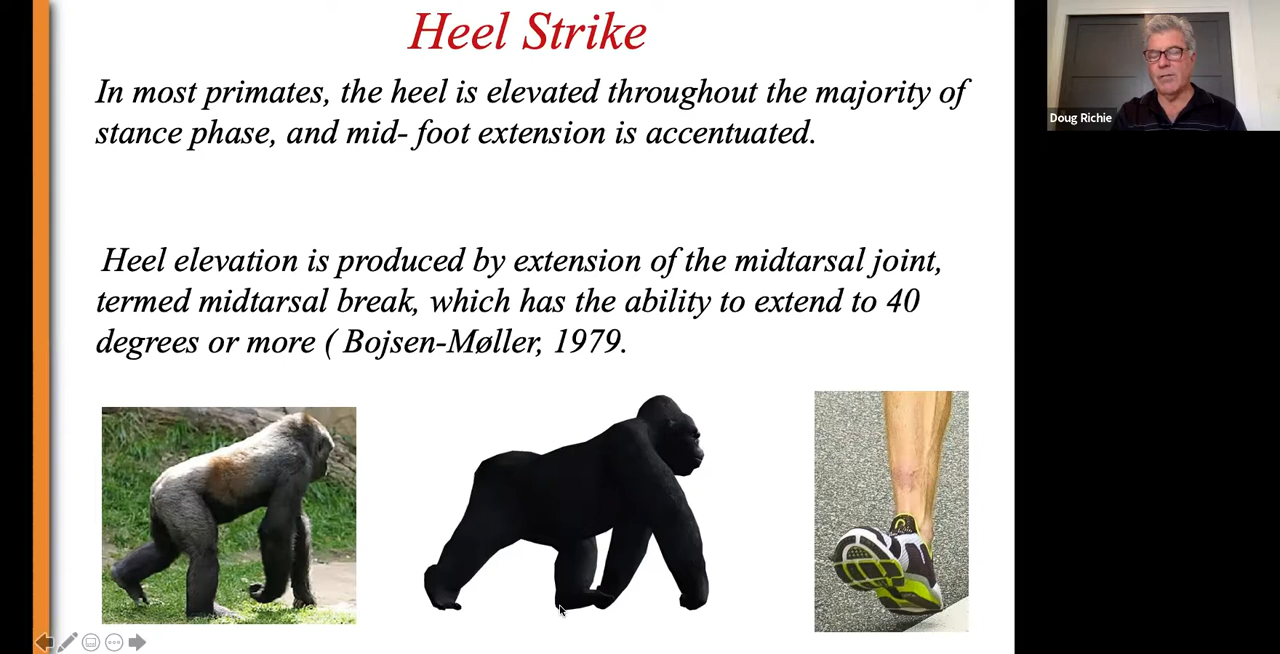 Heel Strike
In most primates, the heel is elevated throughout the majority of
stance phase, and mid- foot extension is accentuated.
Heel elevation is produced by extension of the midtarsal joint,
termed midtarsal break, which has the ability to extend to 40
degrees or more ( Bojsen-Møller, 1979.
Doug Richie